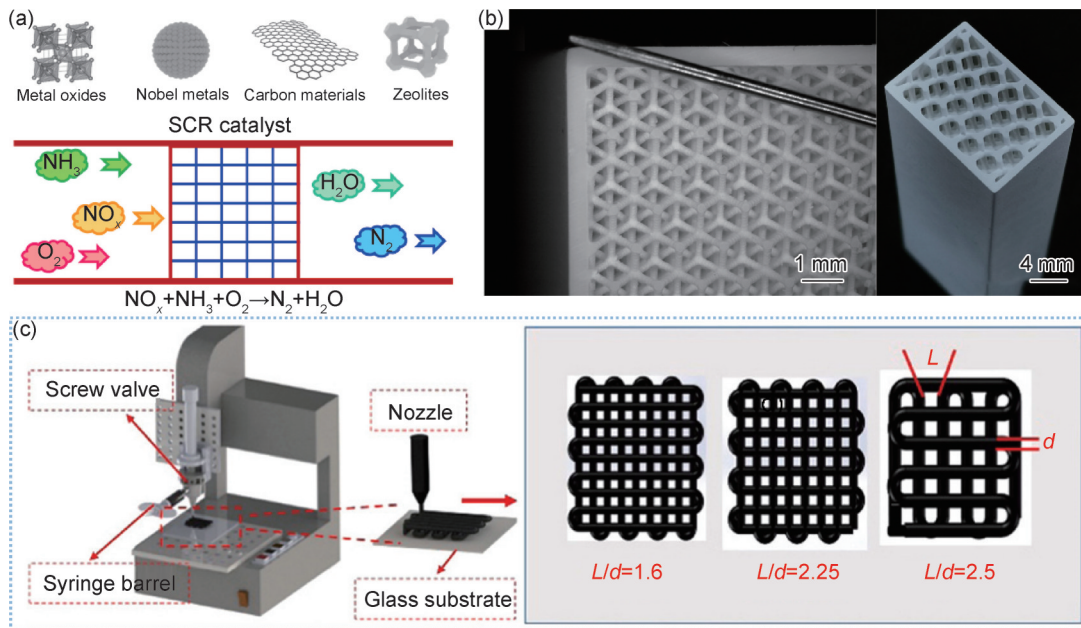 (a)
Metal oxides Nobel metals Carbon materials Zeolites
SCR catalyst
NH3
NOx
O2
H2O
N2
NOx+NH3+O2→N2+H2O
(b)
1 mm
4 mm
(c)
Screw valve
Syringe barrel
Nozzle
Glass substrate
L
d
L/d=1.6
L/d=2.25
L/d=2.5